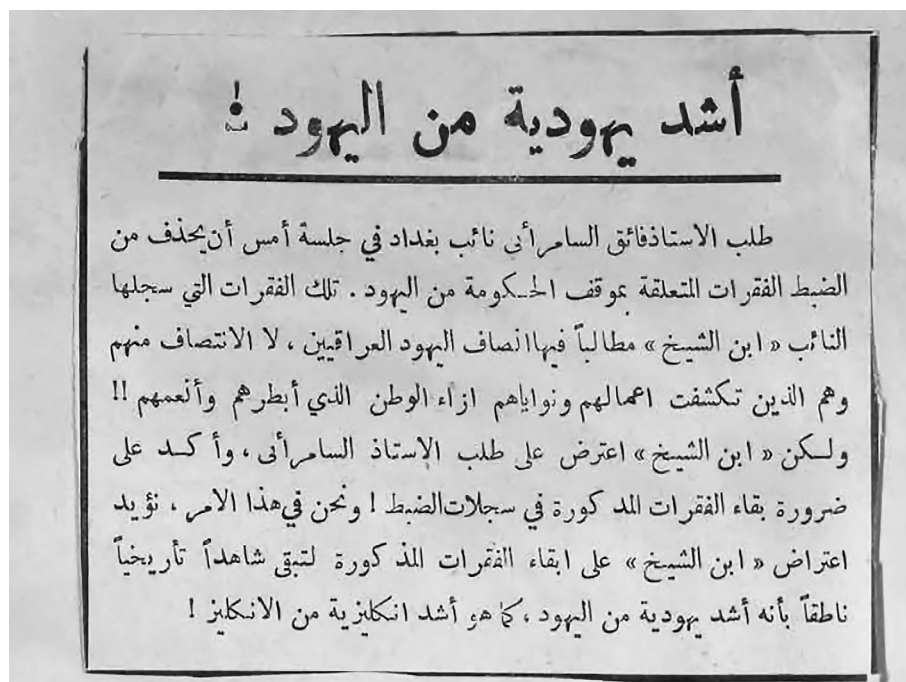 أشد يهودية من اليهود !
طلب الاستاذ فائق السامرأني نائب بغداد في جلسة أمس أن يحذف من
الضبط الفقرات المتعلقة بموقف الحكومة من اليهود . تلك الفقرات التي سجلها
النائب « ابن الشيخ » مطالباً فيها انصاف اليهود العراقيين ، لا الانتصاف منهم
وهم الذين تكشفت اعمالهم ونواياهم ازاء الوطن الذي أبطرهم وأنعمهم !!
ولكن « ابن الشيخ » اعترض على طلب الاستاذ السامرأنى ، وأكد على
ضرورة بقاء الفقرات المذكورة في سجلات الضبط ! ونحن في هذا الامر ، نؤيد
اعتراض « ابن الشيخ » على ابقاء الفقرات المذكورة لتبقى شاهداً تأريخياً
ناطقاً بأنه أشد يهودية من اليهود ، كما هو أشد انكليزية من الانكليز !